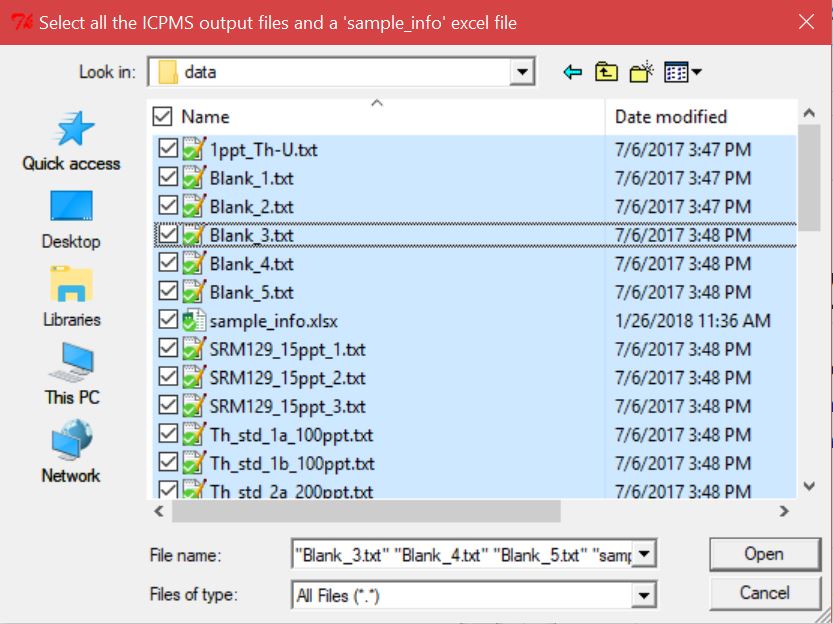 Select all the ICPMS output files and a 'sample_info' excel file
Look in: data
Name Date modified
Quick access
Desktop
Libraries
This PC
Network
1ppt_Th-U.txt 7/6/2017 3:47 PM
Blank_1.txt 7/6/2017 3:47 PM
Blank_2.txt 7/6/2017 3:47 PM
Blank_3.txt 7/6/2017 3:48 PM
Blank_4.txt 7/6/2017 3:48 PM
Blank_5.txt 7/6/2017 3:48 PM
sample_info.xlsx 1/26/2018 11:36 AM
SRM129_15ppt_1.txt 7/6/2017 3:48 PM
SRM129_15ppt_2.txt 7/6/2017 3:48 PM
SRM129_15ppt_3.txt 7/6/2017 3:48 PM
Th_std_1a_100ppt.txt 7/6/2017 3:48 PM
Th_std_1b_100ppt.txt 7/6/2017 3:48 PM
Th_std_2a_200ppt.txt 7/6/2017 3:48 PM
File name: "Blank_3.txt" "Blank_4.txt" "Blank_5.txt" "samp Open
Files of type: All Files (*.*) Cancel